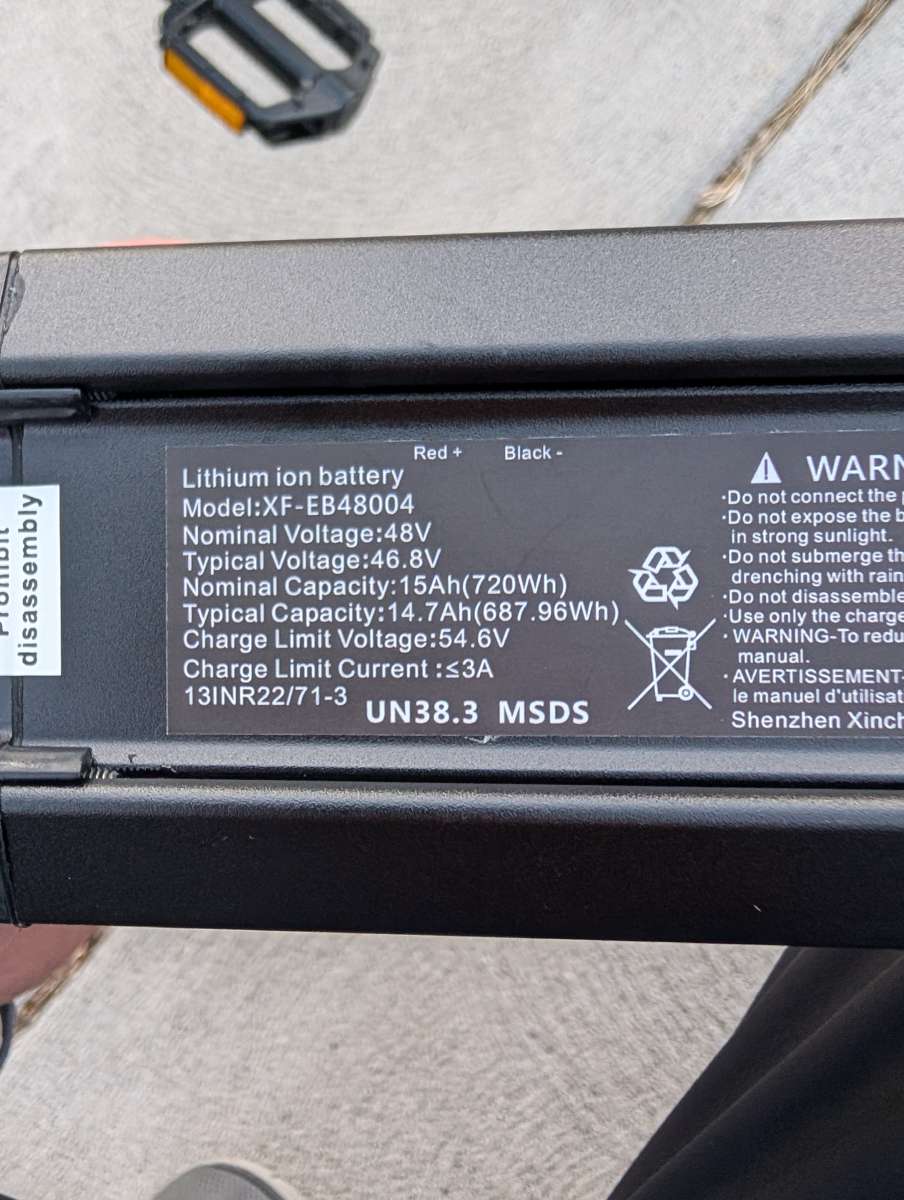 Prohibit
disassembly
Red + Black -
Lithium ion battery
Model:XF-EB48004
Nominal Voltage:48V
Typical Voltage:46.8V
Nominal Capacity:15Ah(720Wh)
Typical Capacity:14.7Ah(687.96Wh)
Charge Limit Voltage:54.6V
Charge Limit Current :≤3A
13INR22/71-3
UN38.3 MSDS
WARN
·Do not connect the
·Do not expose the b
in strong sunlight.
·Do not submerge th
drenching with rain
·Do not disassemble
·Use only the charge
·WARNING-To redu
manual.
·AVERTISSEMENT-
le manuel d'utilisat
Shenzhen Xinch